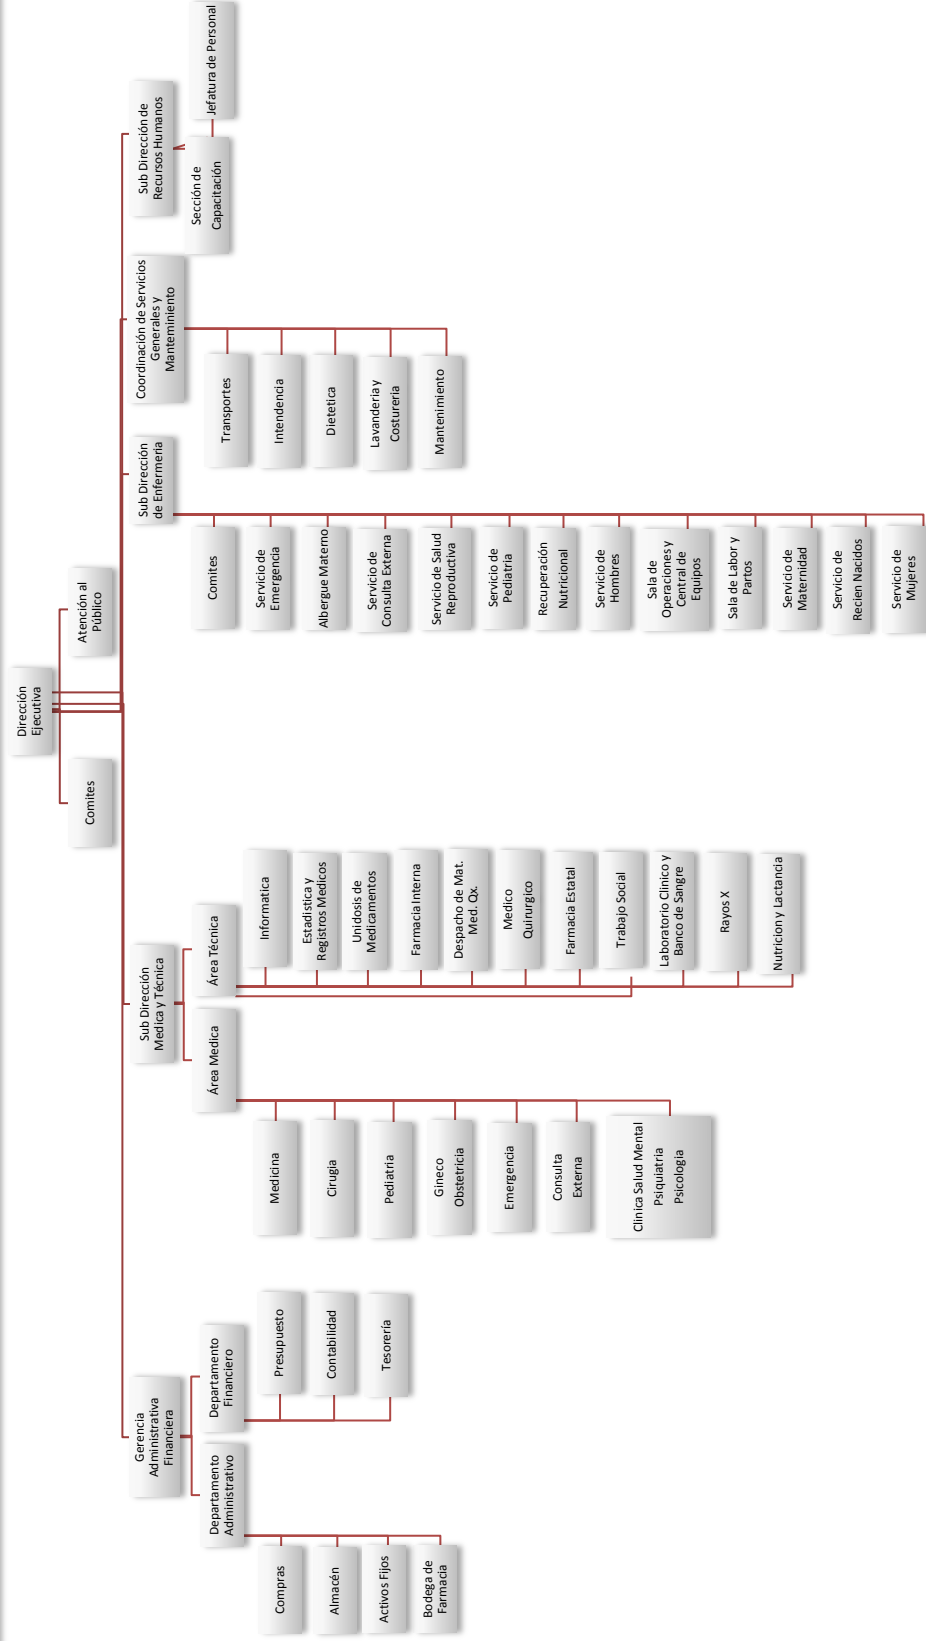 Dirección
Ejecutiva
Comites
Atención al
Público
Gerencia
Administrativa
Financiera
Departamento
Administrativo
Compras
Almacén
Activos Fijos
Bodega de
Farmacia
Departamento
Financiero
Presupuesto
Contabilidad
Tesorería
Sub Dirección
Medica y Técnica
Área Medica
Medicina
Cirugia
Pediatria
Gineco
Obstetricia
Emergencia
Consulta
Externa
Clinica Salud Mental
Psiquiatria
Psicologia
Área Técnica
Informatica
Estadistica y
Registros Medicos
Unidosis de
Medicamentos
Farmacia Interna
Despacho de Mat.
Med. Qx.
Medico
Quirurgico
Farmacia Estatal
Trabajo Social
Laboratorio Clinico y
Banco de Sangre
Rayos X
Nutricion y Lactancia
Sub Dirección
de Enfermeria
Comites
Servicio de
Emergencia
Albergue Materno
Servicio de
Consulta Externa
Servicio de Salud
Reproductiva
Servicio de
Pediatria
Recuperación
Nutricional
Servicio de
Hombres
Sala de
Operaciones y
Central de
Equipos
Sala de Labor y
Partos
Servicio de
Maternidad
Servicio de
Recien Nacidos
Servicio de
Mujeres
Coordinación de Servicios
Generales y
Manteminiento
Transportes
Intendencia
Dietetica
Lavanderia y
Costureria
Mantenimiento
Sub Dirección de
Recursos Humanos
Sección de
Capacitación
Jefatura de Personal